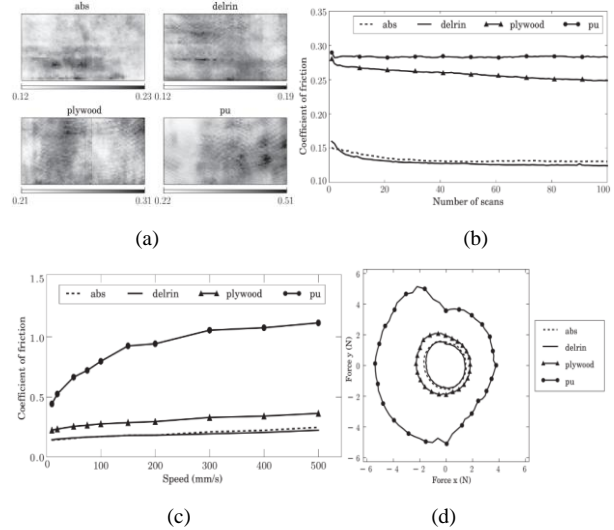 abs
delrin
0.12 0.23
0.12 0.19
plywood
pu
0.21 0.31
0.22 0.51
(a)
Coefficient of friction
0.35
0.30
0.25
0.20
0.15
0.10
abs delrin plywood pu
0 20 40 60 80 100
Number of scans
(b)
Coefficient of friction
1.5
1.0
0.5
0.0
abs delrin plywood pu
0 100 200 300 400 500
Speed (mm/s)
(c)
Force y (N)
6
4
2
0
−6 −4 −2 0 2 4 6
Force x (N)
abs
delrin
plywood
pu
(d)